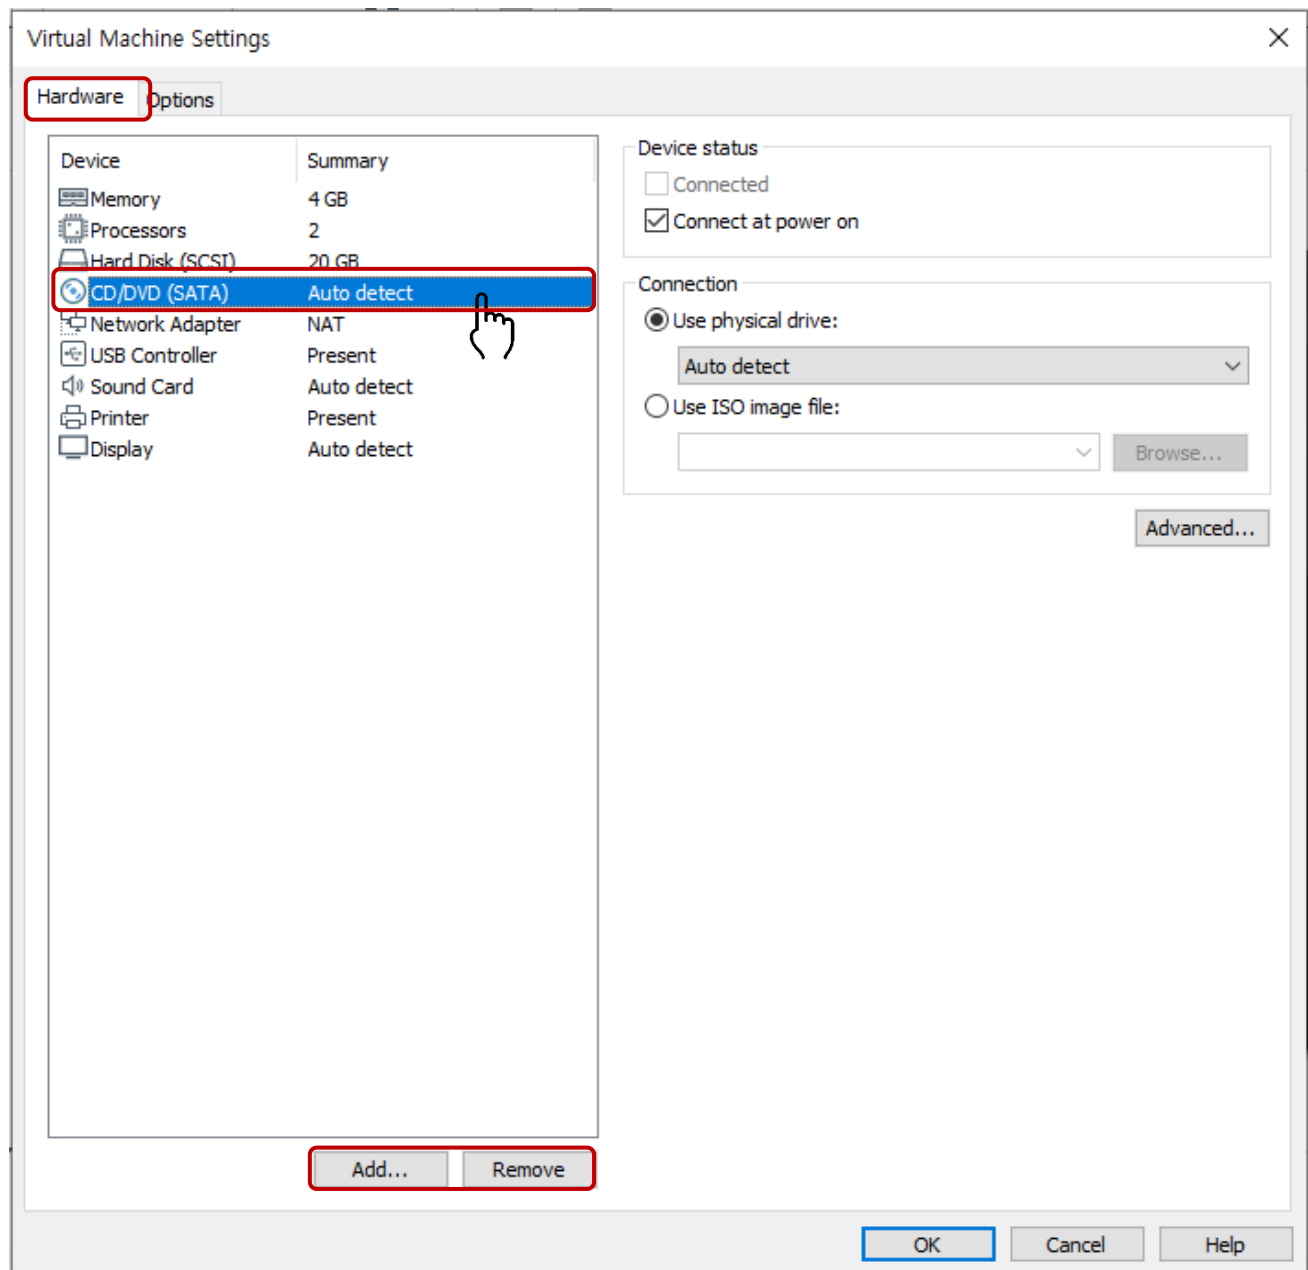 Virtual Machine Settings
Hardware Options
Device Summary
Memory 4 GB
Processors 2
Hard Disk (SCSI) 20 GB
CD/DVD (SATA) Auto detect
Network Adapter NAT
USB Controller Present
Sound Card Auto detect
Printer Present
Display Auto detect
Add... Remove
Device status
Connected
Connect at power on
Connection
Use physical drive:
Auto detect
Use ISO image file:
Browse...
Advanced...
OK Cancel Help